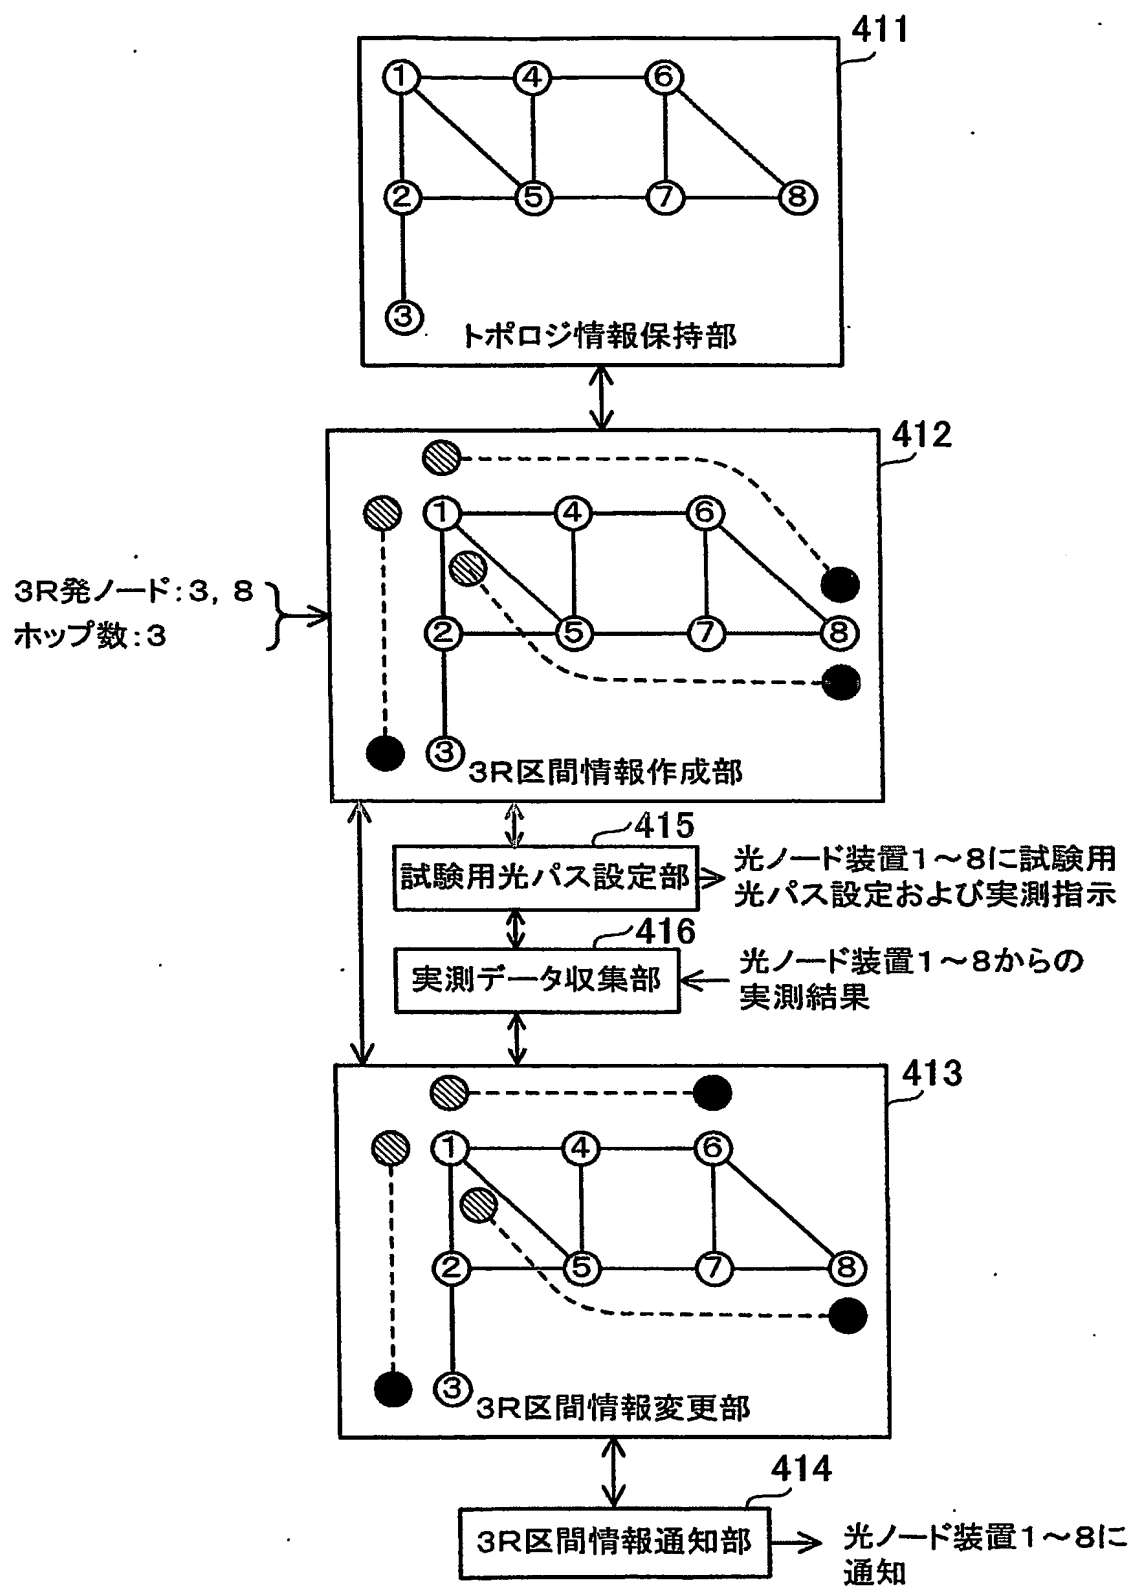 411
① ④ ⑥
② ⑤ ⑦ ⑧
③
トポロジ情報保持部
412
① ④ ⑥
3R発ノード:3, 8
ホップ数:3
② ⑤ ⑦ ⑧
③
3R区間情報作成部
415
試験用光パス設定部
光ノード装置1~8に試験用
光パス設定および実測指示
416
実測データ収集部
光ノード装置1~8からの
実測結果
413
① ④ ⑥
② ⑤ ⑦ ⑧
③
3R区間情報変更部
414
3R区間情報通知部
光ノード装置1~8に
通知